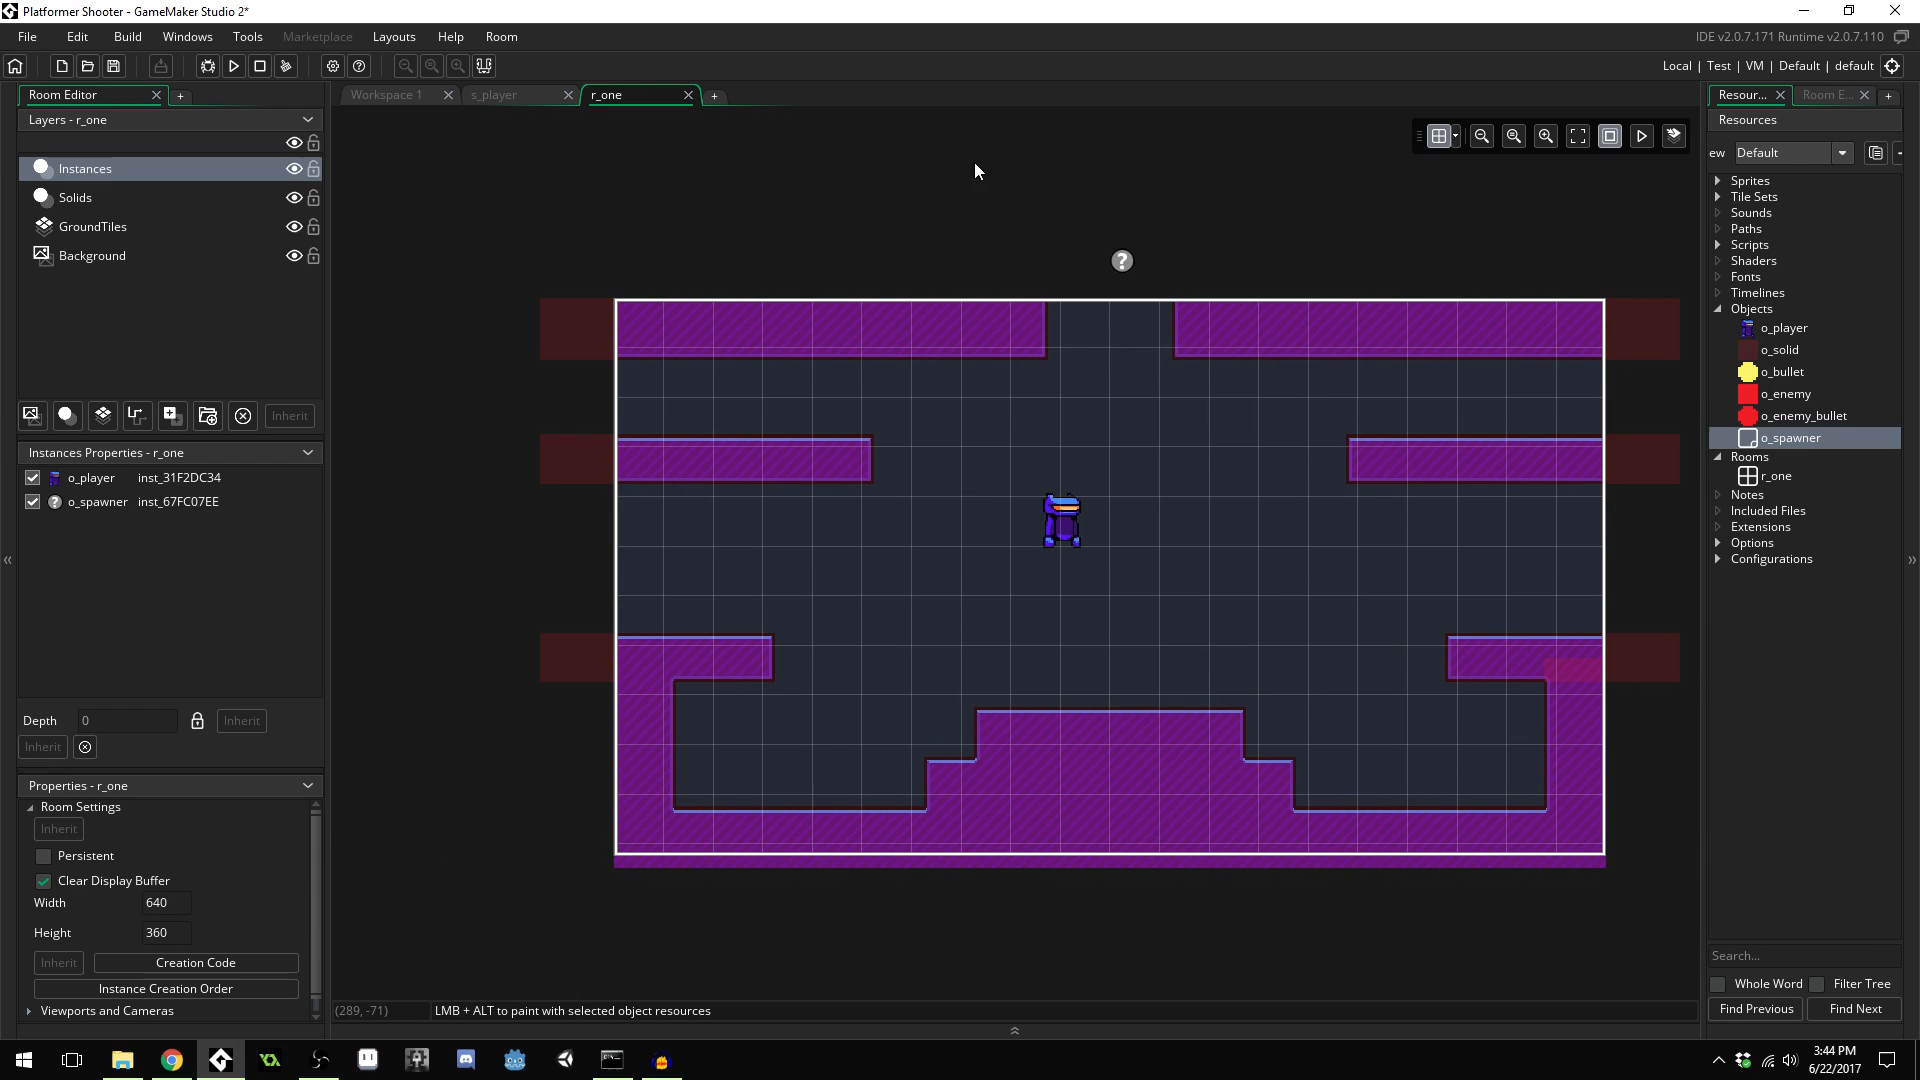 Platformer Shooter - GameMaker Studio 2*
File Edit Build Windows Tools Marketplace Layouts Help Room
IDE v2.0.7.171 Runtime v2.0.7.110
Local | Test | VM | Default | default
Room Editor
Workspace 1
s_player
r_one
Resour...
Room E...
Layers - r_one
Instances
Solids
GroundTiles
Background
Inherit
Instances Properties - r_one
o_player inst_31F2DC34
o_spawner inst_67FC07EE
Depth 0 Inherit
Inherit
Properties - r_one
Room Settings
Inherit
Persistent
Clear Display Buffer
Width 640
Height 360
Inherit Creation Code
Instance Creation Order
Viewports and Cameras
?
(289, -71) LMB + ALT to paint with selected object resources
Resources
ew Default
Sprites
Tile Sets
Sounds
Paths
Scripts
Shaders
Fonts
Timelines
Objects
o_player
o_solid
o_bullet
o_enemy
o_enemy_bullet
o_spawner
Rooms
r_one
Notes
Included Files
Extensions
Options
Configurations
Search...
Whole Word Filter Tree
Find Previous Find Next
3:44 PM
6/22/2017